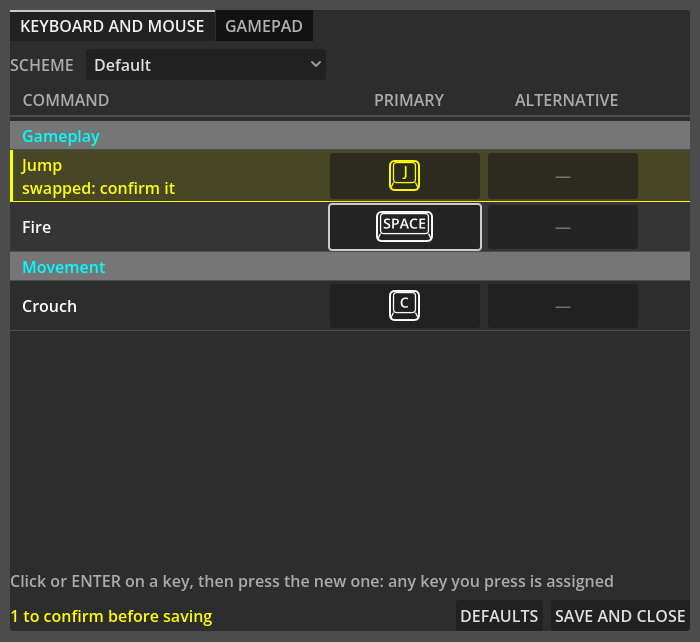 KEYBOARD AND MOUSE GAMEPAD
SCHEME Default
COMMAND PRIMARY ALTERNATIVE
Gameplay
Jump J —
swapped: confirm it
Fire SPACE —
Movement
Crouch C —
Click or ENTER on a key, then press the new one: any key you press is assigned
1 to confirm before saving DEFAULTS SAVE AND CLOSE